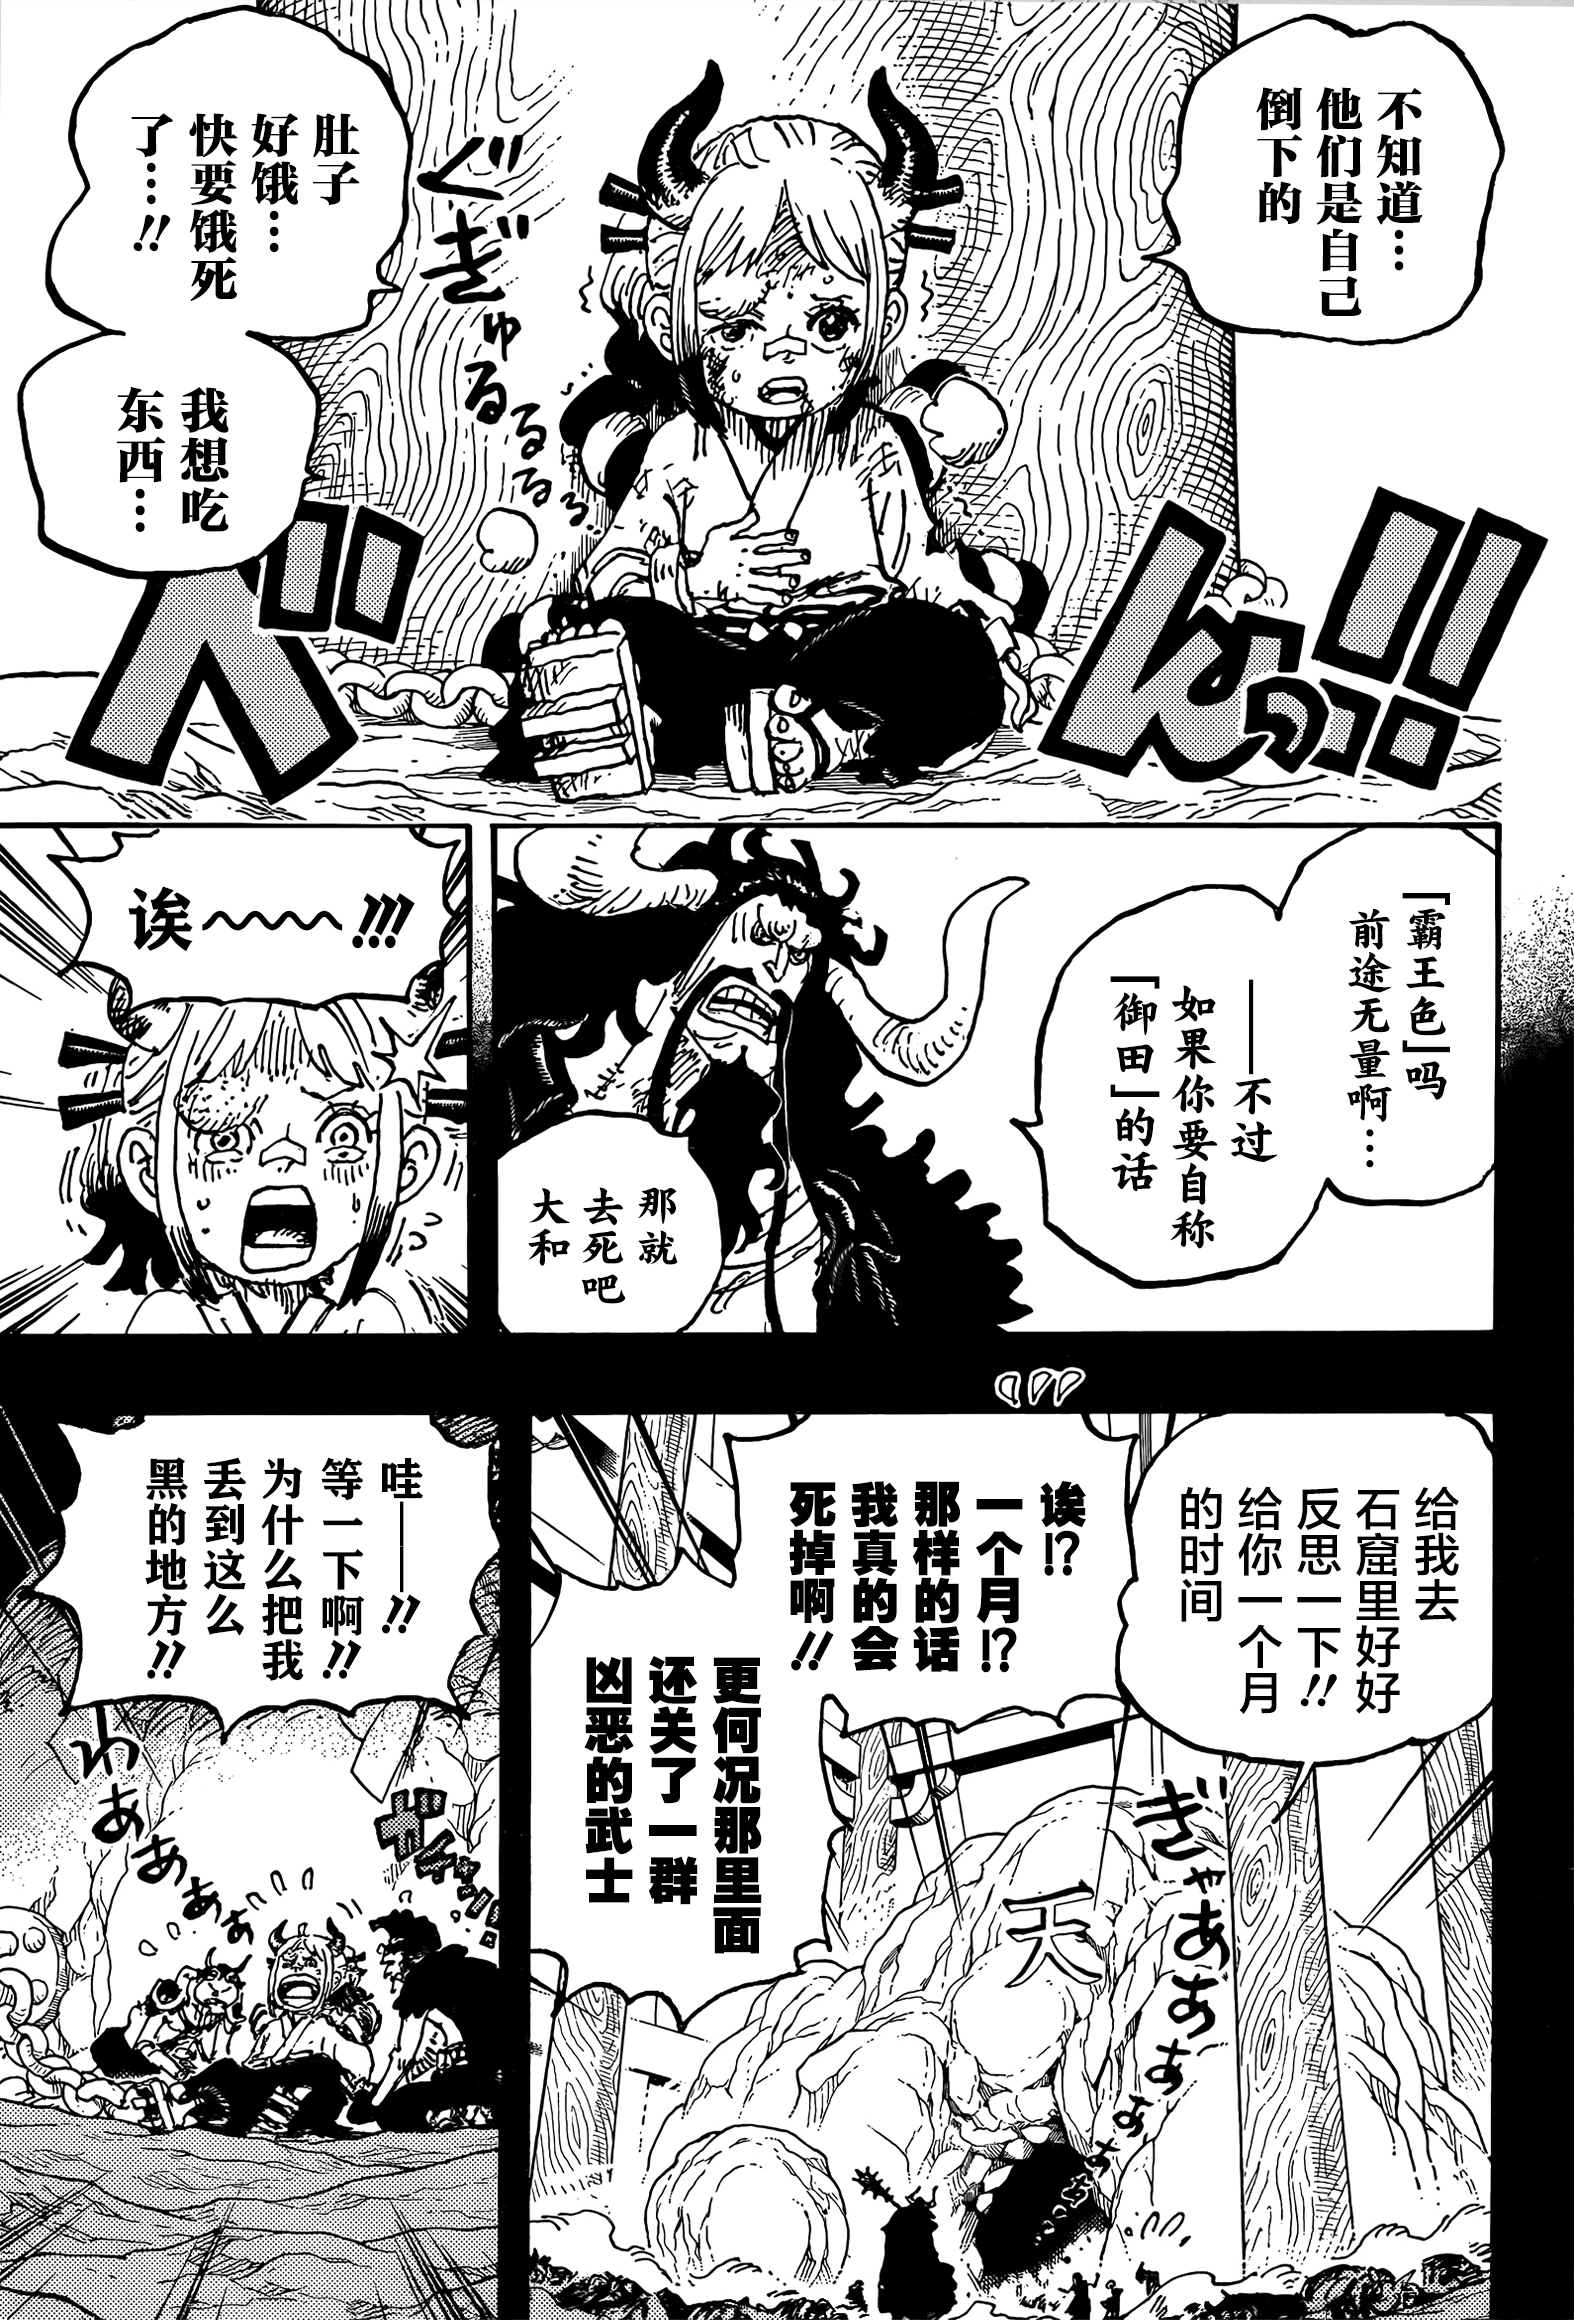 不知道…
他们是自己
倒下的
肚子
好饿…
快要饿死
了…!!
我想吃
东西…
ぐぎゅるるるる…
べんっ!!
「霸王色」吗
前途无量啊…
——不过
如果你要自称
「御田」的话
那就
去死吧
大和
诶~~~~!!!
给我去
石窟里好好
反思一下!!
给你一个月
的时间
诶!?
一个月!?
那样的话
我真的会
死掉啊!!
更何况那里面
还关了一群
凶恶的武士
天
ぎゃあああああ
哇——!!
等一下啊!!
为什么把我
丢到这么
黑的地方!!
わあああああ